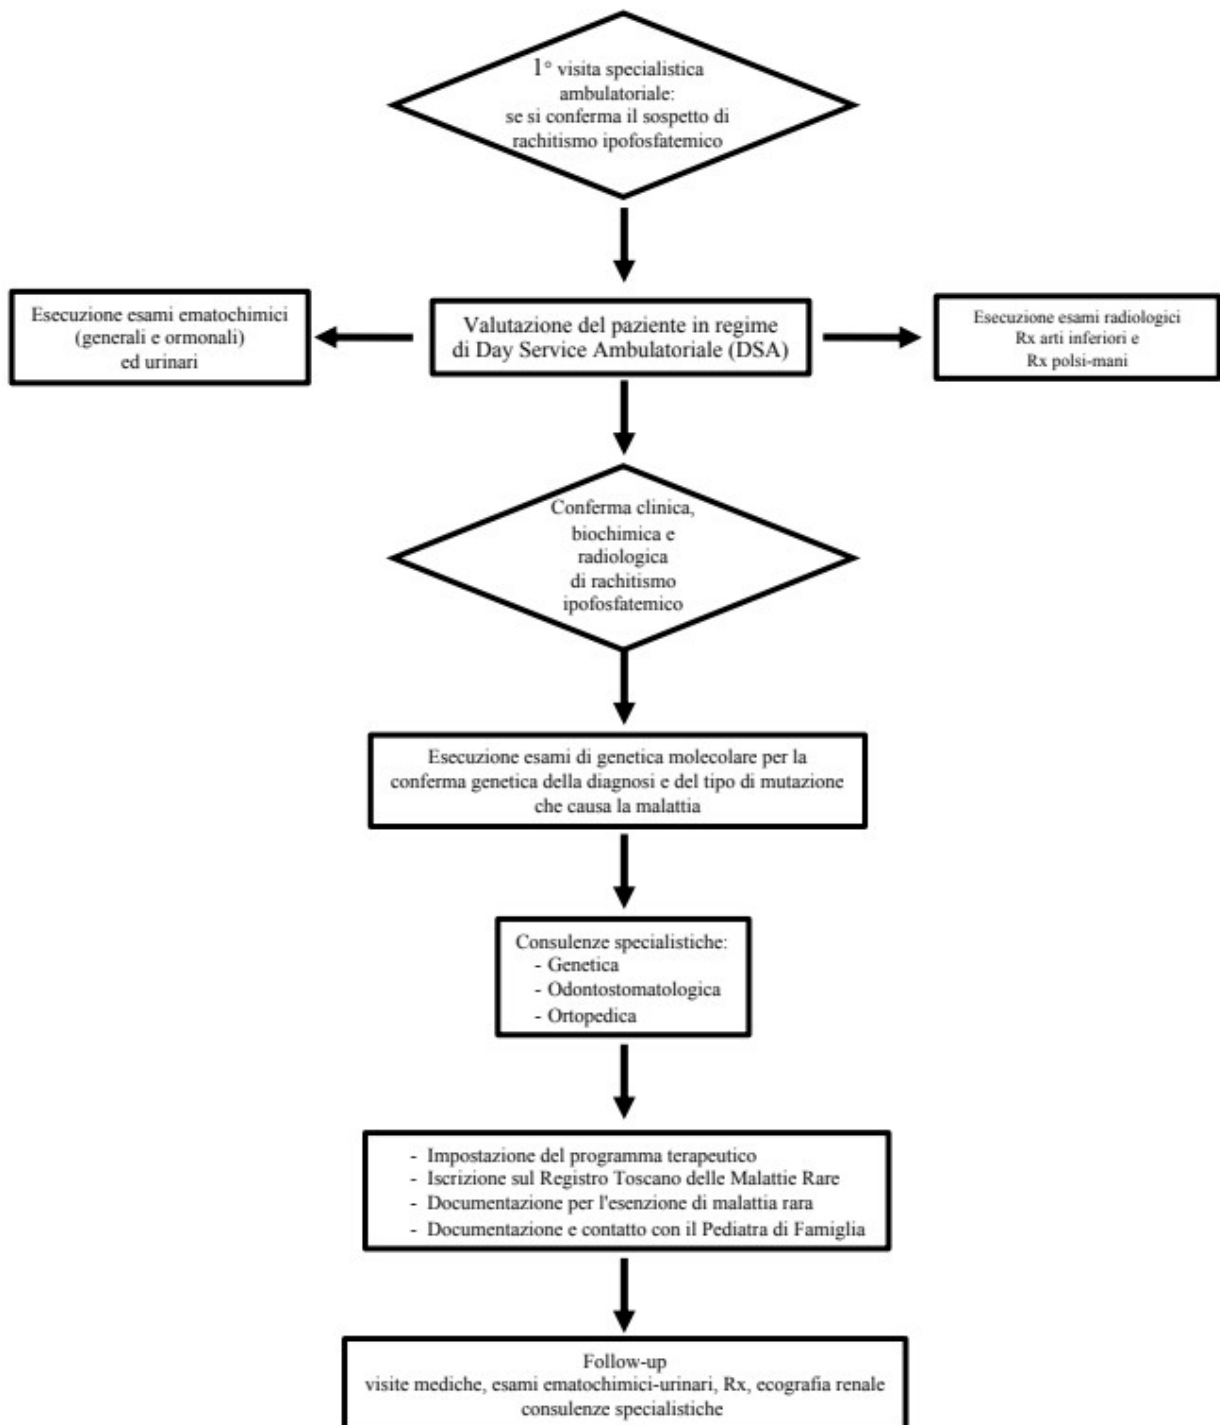 1° visita specialistica
ambulatoriale:
se si conferma il sospetto di
rachitismo ipofosfatemico
Esecuzione esami ematochimici
(generali e ormonali)
ed urinari
Valutazione del paziente in regime
di Day Service Ambulatoriale (DSA)
Esecuzione esami radiologici
Rx arti inferiori e
Rx polsi-mani
Conferma clinica,
biochimica e
radiologica
di rachitismo
ipofosfatemico
Esecuzione esami di genetica molecolare per la
conferma genetica della diagnosi e del tipo di mutazione
che causa la malattia
Consulenze specialistiche:
- Genetica
- Odontostomatologica
- Ortopedica
- Impostazione del programma terapeutico
- Iscrizione sul Registro Toscano delle Malattie Rare
- Documentazione per l'esenzione di malattia rara
- Documentazione e contatto con il Pediatra di Famiglia
Follow-up
visite mediche, esami ematochimici-urinari, Rx, ecografia renale
consulenze specialistiche